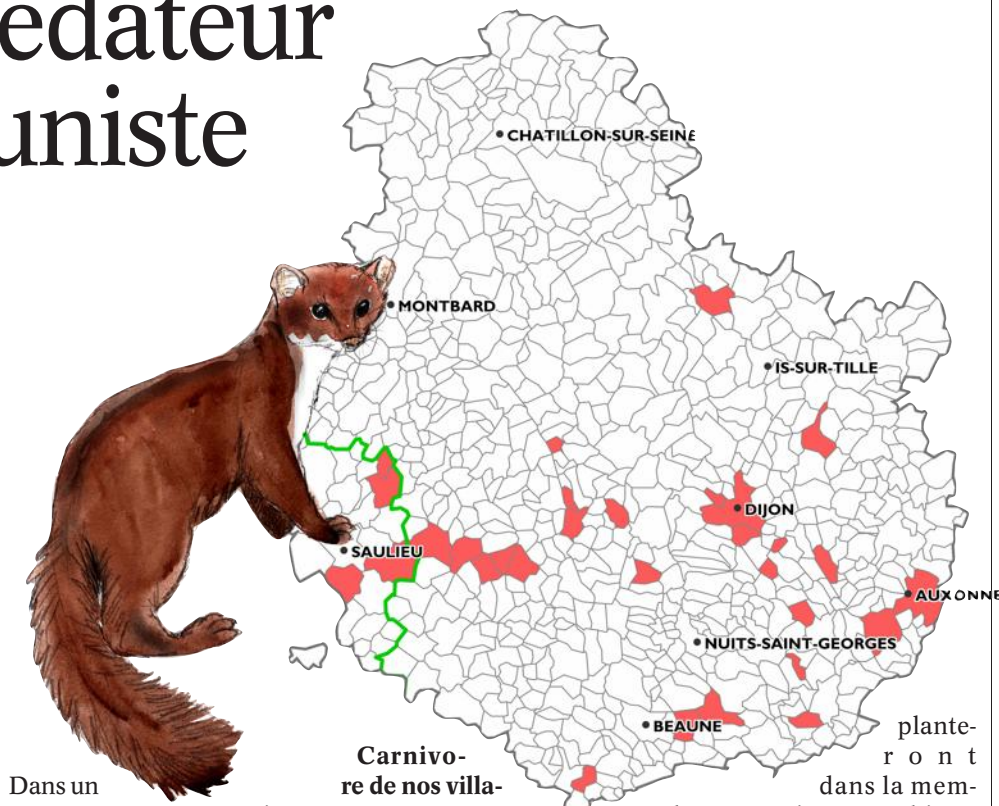 edateur
uniste
CHATILLON-SUR-SEINE
MONTBARD
IS-SUR-TILLE
DIJON
SAULIEU
AUXONNE
NUITS-SAINT-GEORGES
BEAUNE
Dans un
Carnivo-
re de nos villa-
plante-
ront
dans la mem-